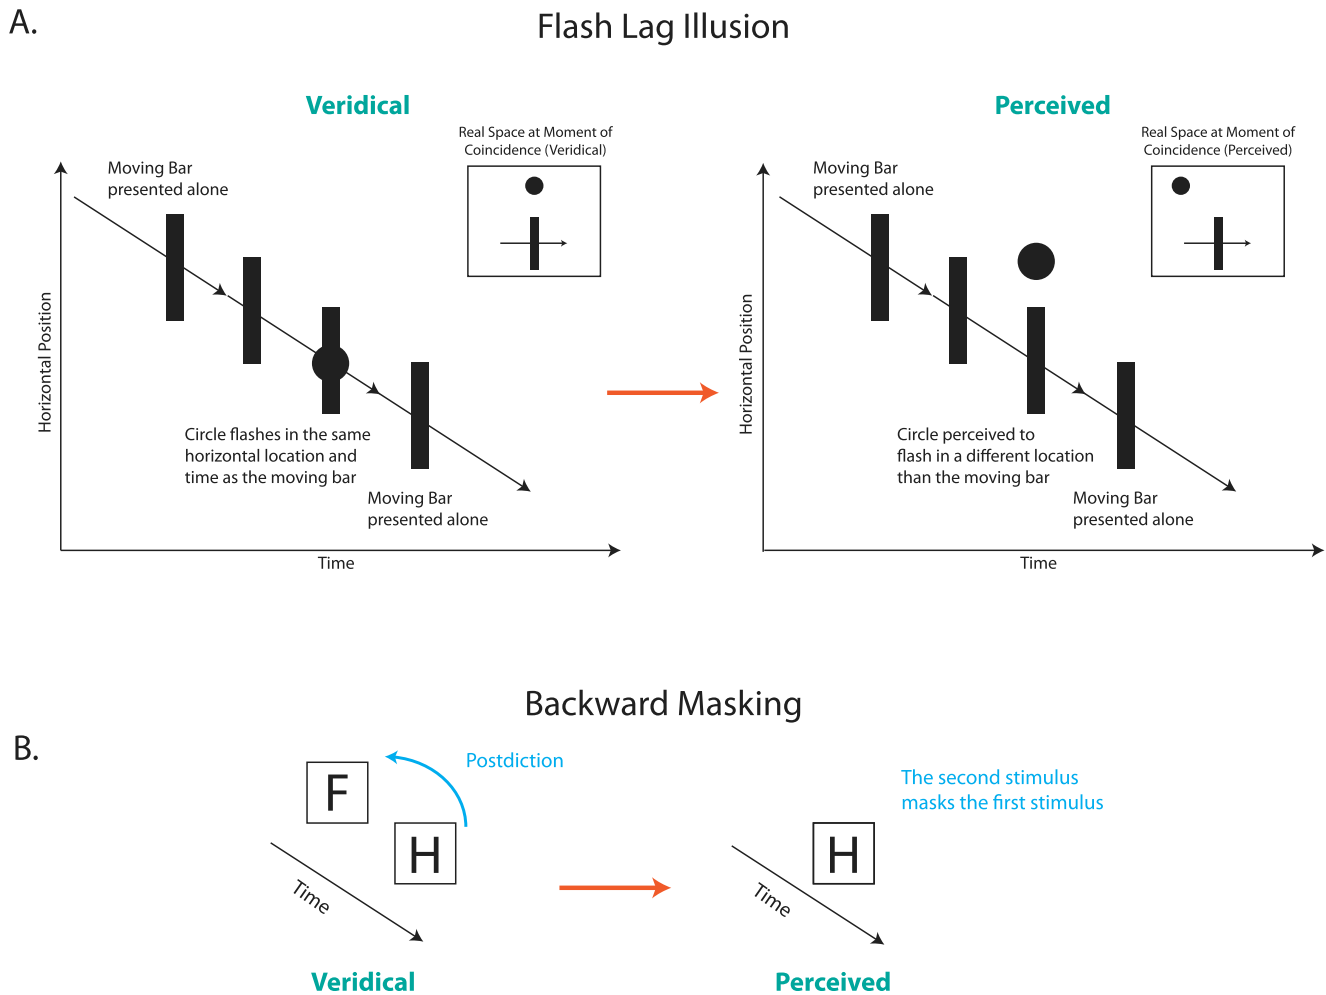 A.
Flash Lag Illusion
Veridical
Real Space at Moment of
Coincidence (Veridical)
Moving Bar
presented alone
Horizontal Position
Circle flashes in the same
horizontal location and
time as the moving bar
Moving Bar
presented alone
Time
Perceived
Real Space at Moment of
Coincidence (Perceived)
Moving Bar
presented alone
Horizontal Position
Circle perceived to
flash in a different location
than the moving bar
Moving Bar
presented alone
Time
Backward Masking
B.
Postdiction
F
H
Time
Veridical
The second stimulus
masks the first stimulus
H
Time
Perceived